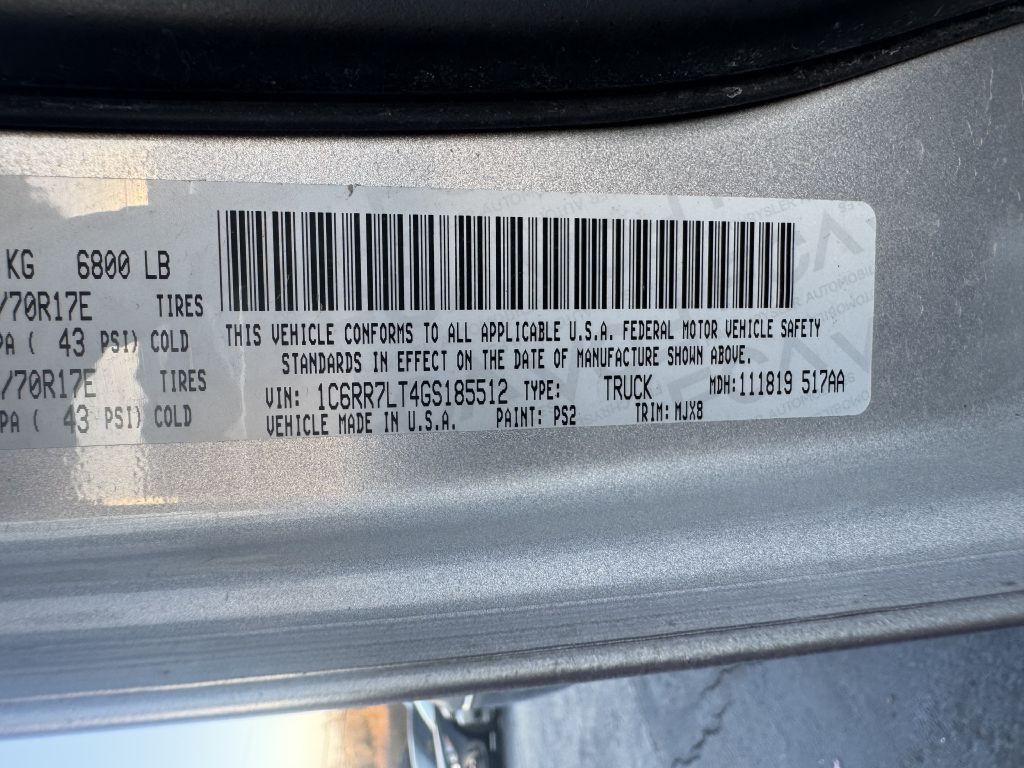 KG 6800 LB
/70R17E TIRES
PA ( 43 PSI) COLD
/70R17E TIRES
PA ( 43 PSI) COLD
THIS VEHICLE CONFORMS TO ALL APPLICABLE U.S.A. FEDERAL MOTOR VEHICLE SAFETY
STANDARDS IN EFFECT ON THE DATE OF MANUFACTURE SHOWN ABOVE.
VIN: 1C6RR7LT4GS185512 TYPE: TRUCK MDH:111819 517AA
VEHICLE MADE IN U.S.A. PAINT: PS2 TRIM: MJX8